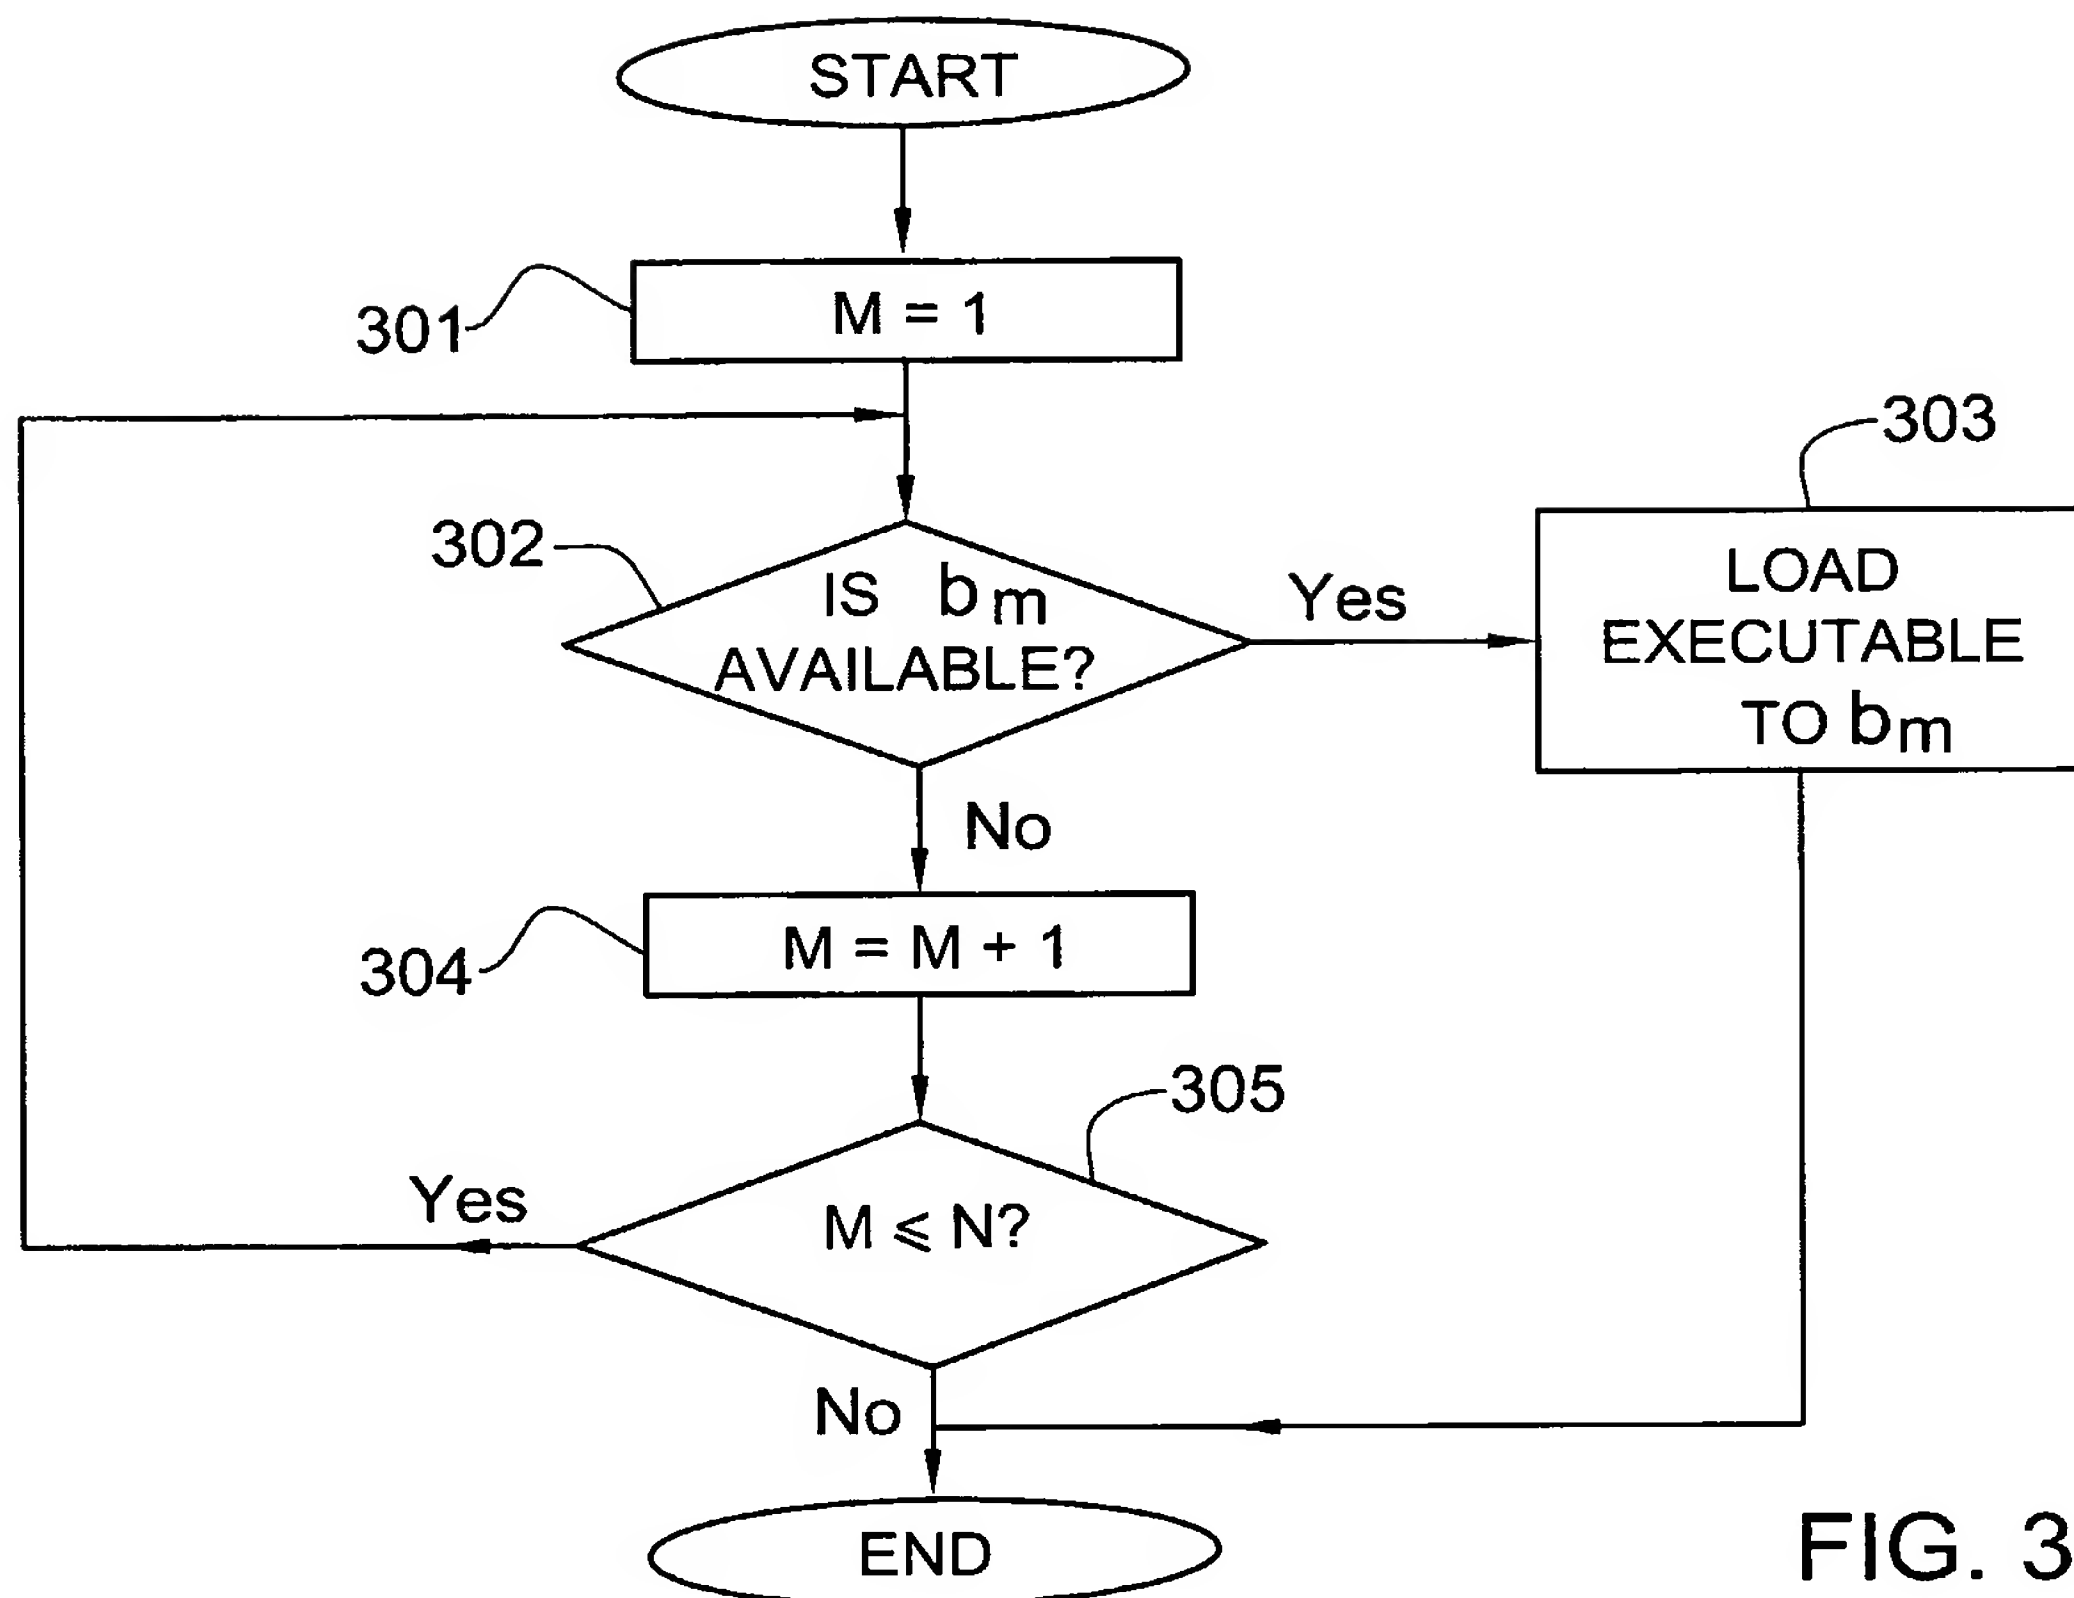 START
301
M = 1
303
302
IS bm
AVAILABLE?
Yes
LOAD
EXECUTABLE
TO bm
No
304
M = M + 1
305
Yes
M ⩽ N?
No
END
FIG. 3